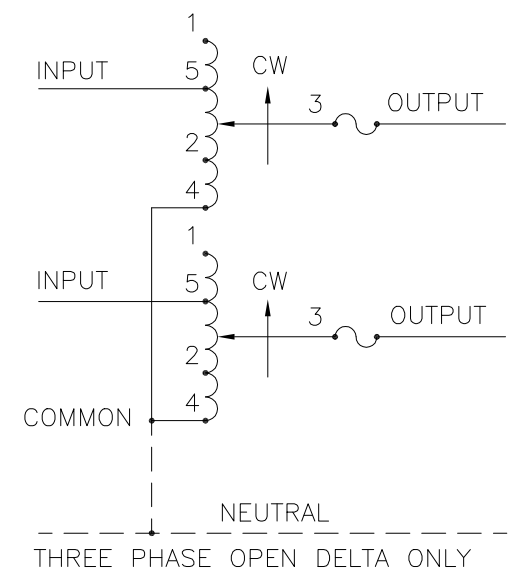 1
INPUT
5
CW
3
OUTPUT
2
4
1
INPUT
5
CW
3
OUTPUT
2
4
COMMON
NEUTRAL
THREE PHASE OPEN DELTA ONLY